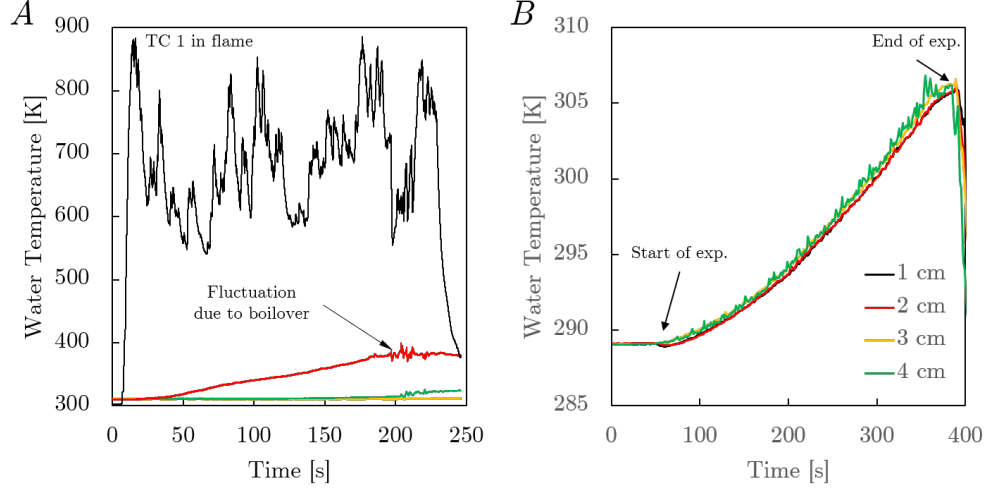 A
Water Temperature [K]
900
800
700
600
500
400
300
TC 1 in flame
Fluctuation
due to boilover
0
50
100
150
200
250
Time [s]
B
Water Temperature [K]
310
305
300
295
290
285
End of exp.
Start of exp.
1 cm
2 cm
3 cm
4 cm
0
100
200
300
400
Time [s]